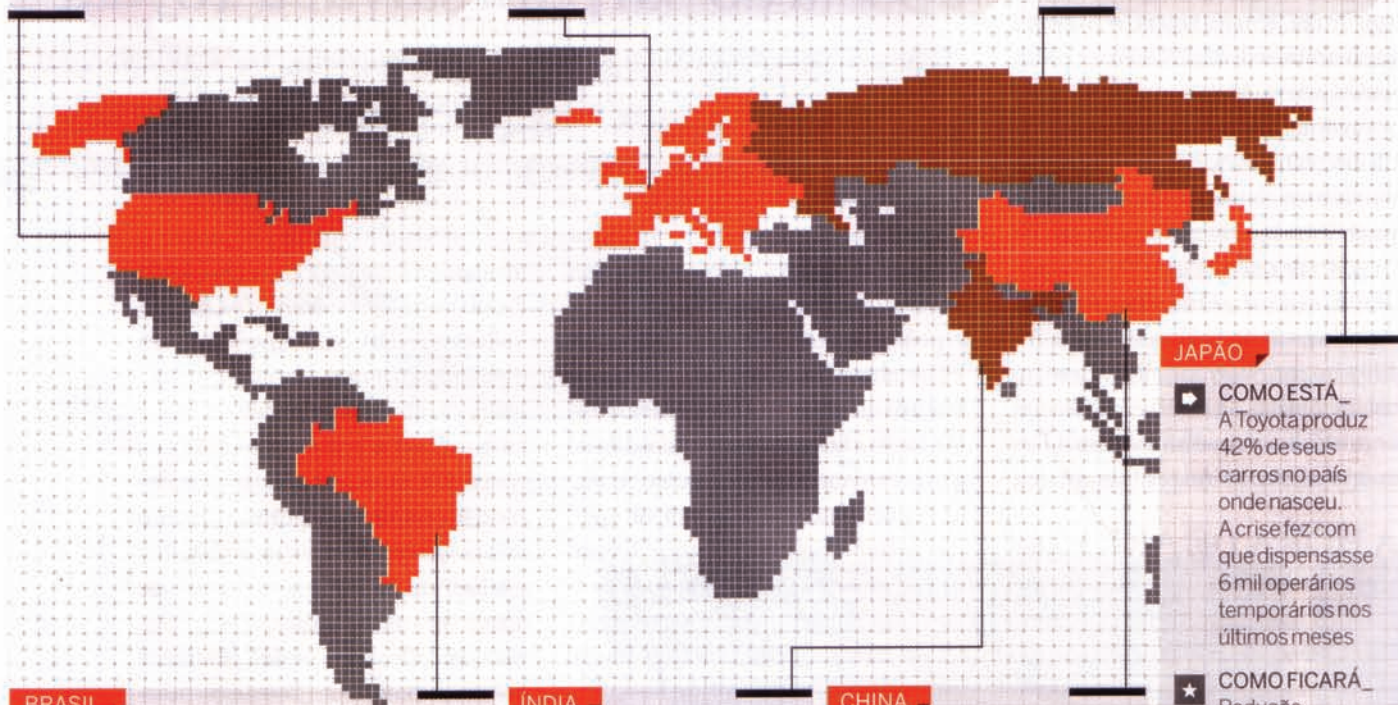 JAPÃO
COMO ESTÁ_
A Toyota produz
42% de seus
carros no país
onde nasceu.
A crise fez com
que dispensasse
6 mil operários
temporários nos
últimos meses
COMO FICARÁ_
BRASIL
ÍNDIA
CHINA